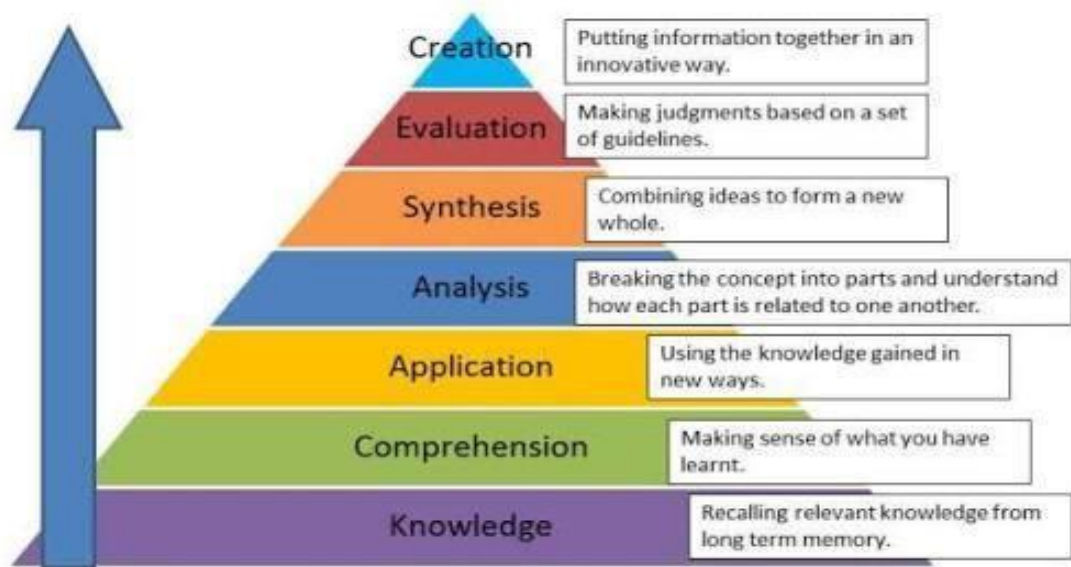 Creation
Putting information together in an
innovative way.
Evaluation
Making judgments based on a set
of guidelines.
Synthesis
Combining ideas to form a new
whole.
Analysis
Breaking the concept into parts and understand
how each part is related to one another.
Application
Using the knowledge gained in
new ways.
Comprehension
Making sense of what you have
learnt.
Knowledge
Recalling relevant knowledge from
long term memory.